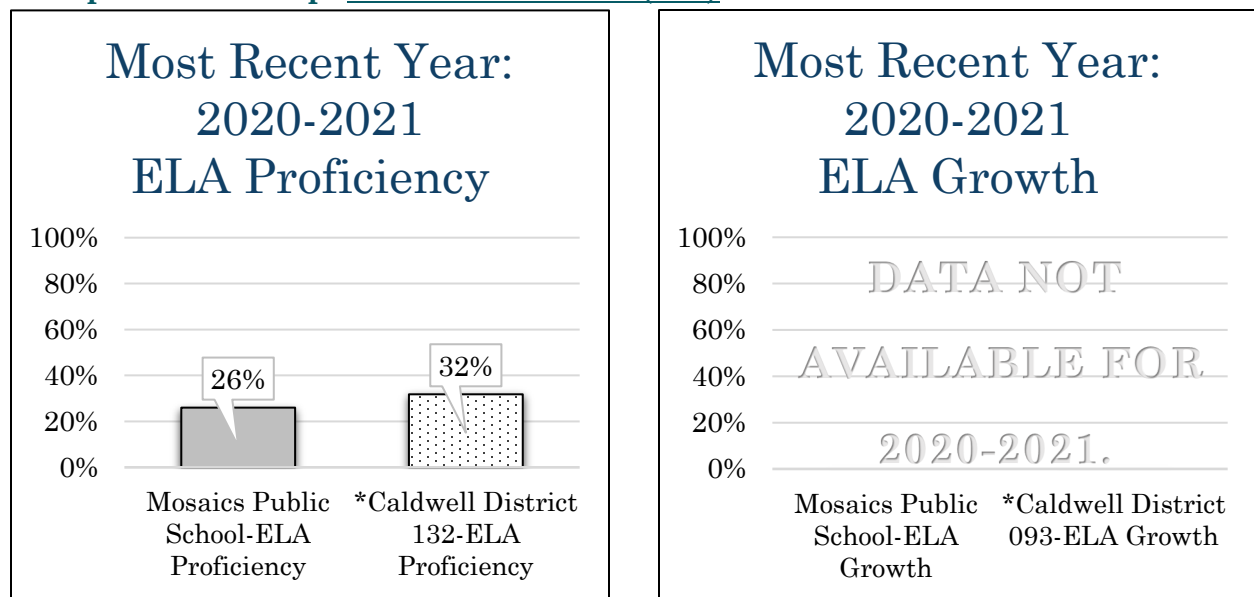 Most Recent Year:
2020-2021
ELA Proficiency
100%
80%
60%
40%
20%
0%
26%
32%
Mosaics Public
School-ELA
Proficiency
*Caldwell District
132-ELA
Proficiency
Most Recent Year:
2020-2021
ELA Growth
100%
80%
60%
40%
20%
0%
DATA NOT
AVAILABLE FOR
2020-2021.
Mosaics Public
School-ELA
Growth
*Caldwell District
093-ELA Growth